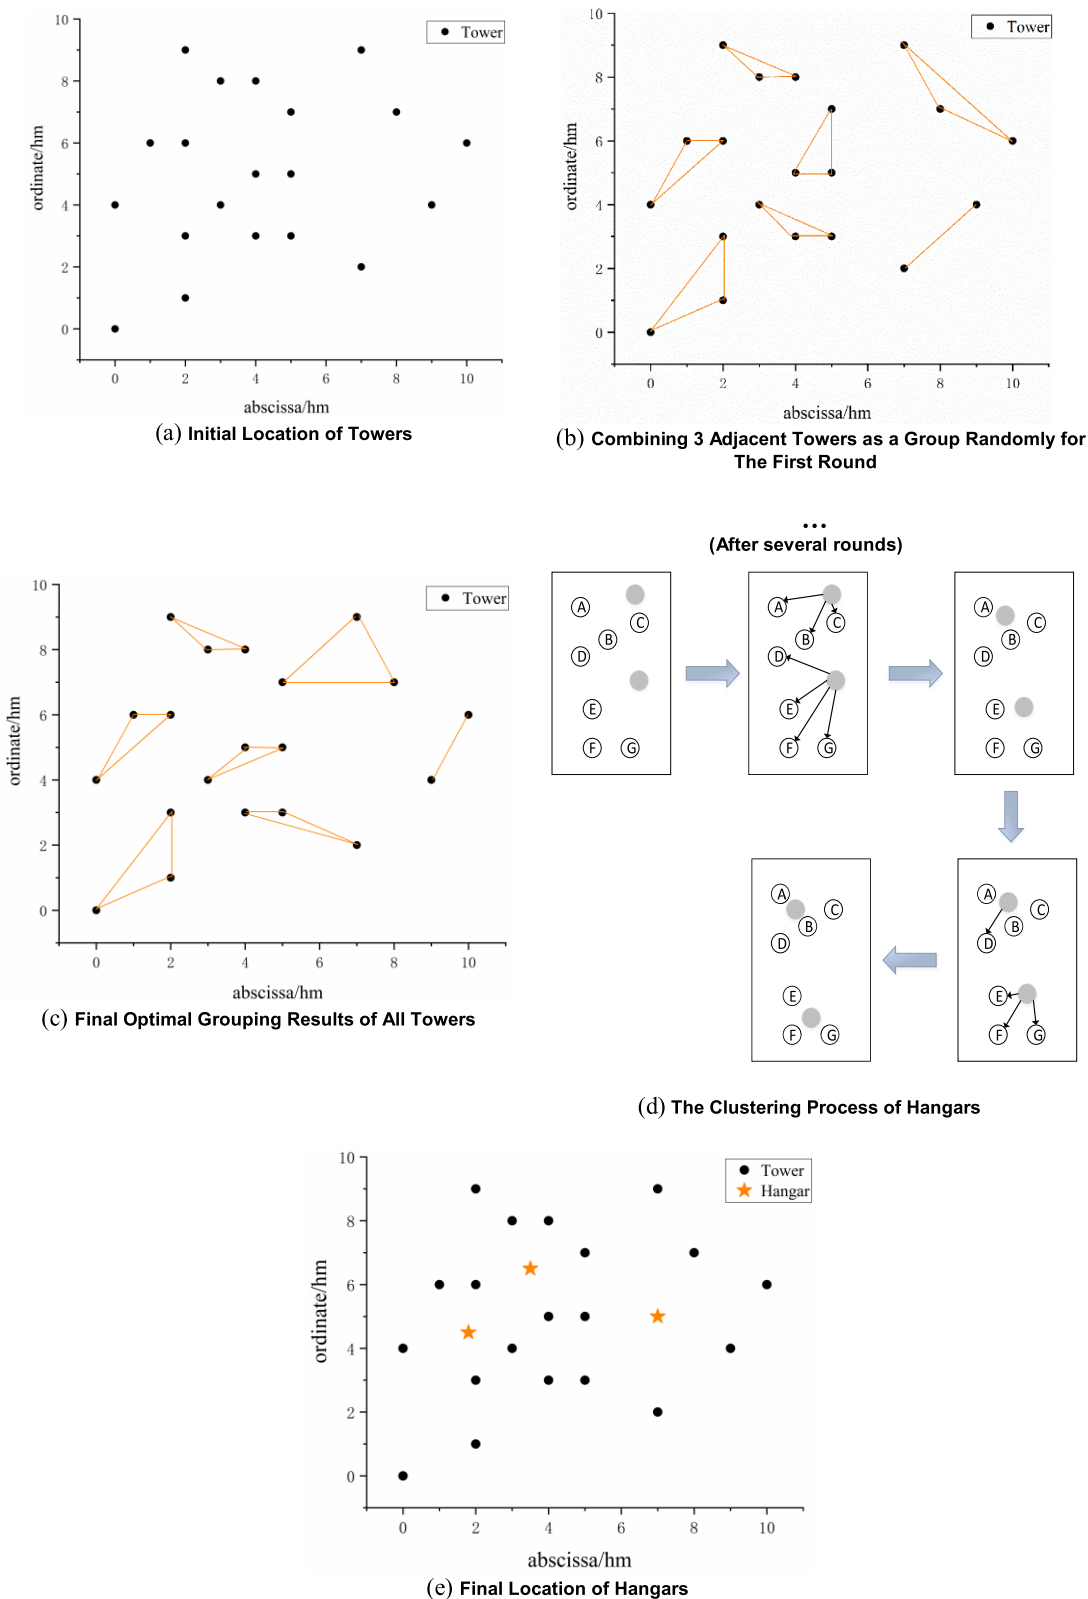 10
8
6
4
2
0
ordinate/hm
Tower
0 2 4 6 8 10
abscissa/hm
(a) Initial Location of Towers
10
8
6
4
2
0
ordinate/hm
Tower
0 2 4 6 8 10
abscissa/hm
(b) Combining 3 Adjacent Towers as a Group Randomly for
The First Round
...
(After several rounds)
10
8
6
4
2
0
ordinate/hm
Tower
0 2 4 6 8 10
abscissa/hm
(c) Final Optimal Grouping Results of All Towers
A
C
B
D
E
F G
A
C
B
D
E
F G
A
C
B
D
E
F G
A
C
B
D
E
F G
A
C
B
D
E
F G
(d) The Clustering Process of Hangars
10
8
6
4
2
0
ordinate/hm
Tower
Hangar
0 2 4 6 8 10
abscissa/hm
(e) Final Location of Hangars